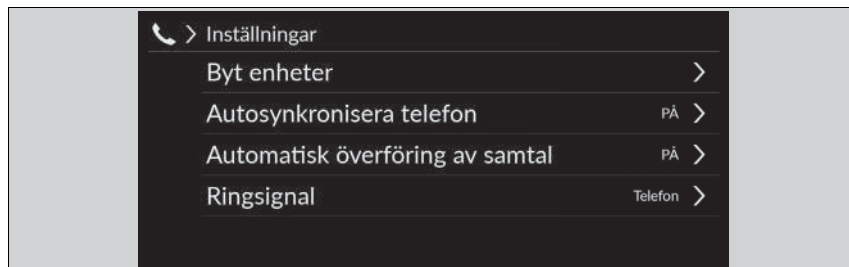 Inställningar
Byt enheter
Autosynkronisera telefon PÅ
Automatisk överföring av samtal PÅ
Ringsignal Telefon